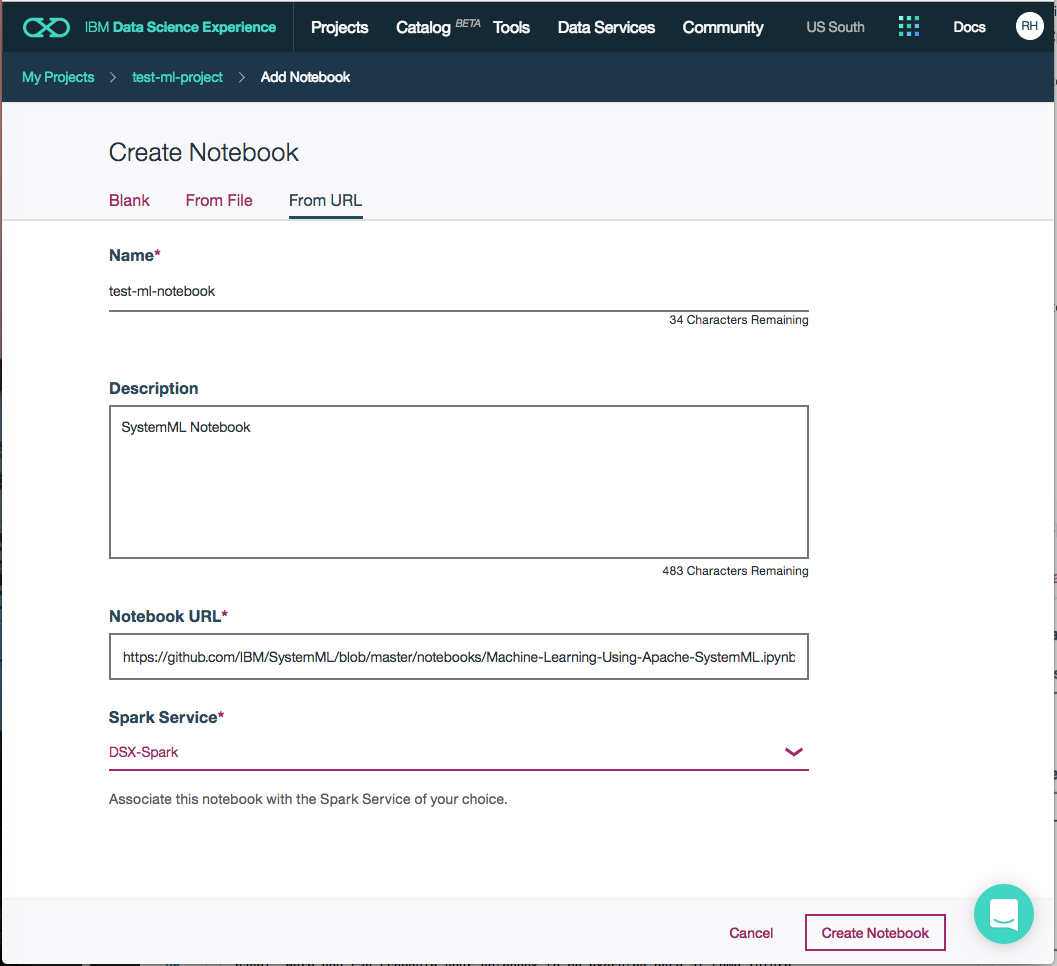 IBM Data Science Experience Projects Catalog BETA Tools Data Services Community US South Docs RH
My Projects > test-ml-project > Add Notebook
Create Notebook
Blank From File From URL
Name*
test-ml-notebook
34 Characters Remaining
Description
SystemML Notebook
483 Characters Remaining
Notebook URL*
https://github.com/IBM/SystemML/blob/master/notebooks/Machine-Learning-Using-Apache-SystemML.ipynb
Spark Service*
DSX-Spark
Associate this notebook with the Spark Service of your choice.
Cancel Create Notebook